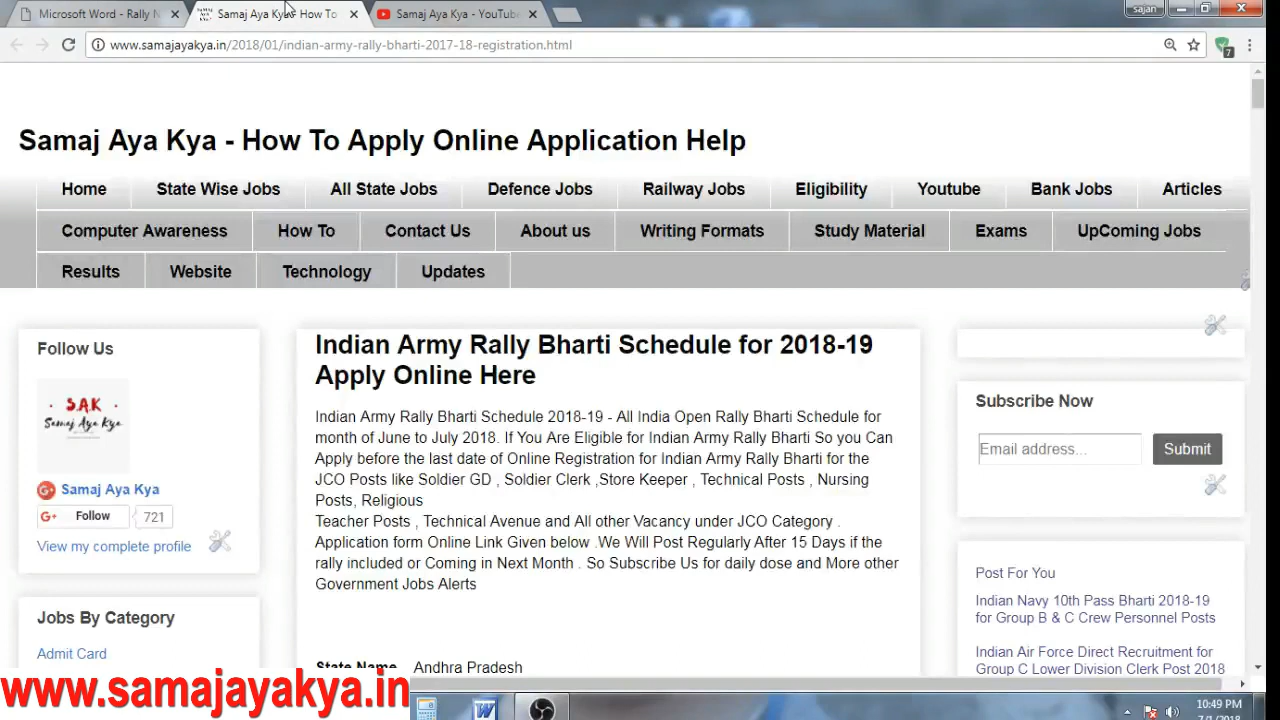 Microsoft Word - Rally N
Samaj Aya Kya - How To
Samaj Aya Kya - YouTube
sajan
www.samajayakya.in/2018/01/indian-army-rally-bharti-2017-18-registration.html
7
Samaj Aya Kya - How To Apply Online Application Help
Home State Wise Jobs All State Jobs Defence Jobs Railway Jobs Eligibility Youtube Bank Jobs Articles
Computer Awareness How To Contact Us About us Writing Formats Study Material Exams UpComing Jobs
Results Website Technology Updates
Follow Us
S.A.K
Samaj Aya Kya
Samaj Aya Kya
Follow 721
View my complete profile
Jobs By Category
Admit Card
Indian Army Rally Bharti Schedule for 2018-19
Apply Online Here
Indian Army Rally Bharti Schedule 2018-19 - All India Open Rally Bharti Schedule for
month of June to July 2018. If You Are Eligible for Indian Army Rally Bharti So you Can
Apply before the last date of Online Registration for Indian Army Rally Bharti for the
JCO Posts like Soldier GD , Soldier Clerk ,Store Keeper , Technical Posts , Nursing
Posts, Religious
Teacher Posts , Technical Avenue and All other Vacancy under JCO Category .
Application form Online Link Given below .We Will Post Regularly After 15 Days if the
rally included or Coming in Next Month . So Subscribe Us for daily dose and More other
Government Jobs Alerts
State Name Andhra Pradesh
Subscribe Now
Email address... Submit
Post For You
Indian Navy 10th Pass Bharti 2018-19
for Group B & C Crew Personnel Posts
Indian Air Force Direct Recruitment for
Group C Lower Division Clerk Post 2018
www.samajayakya.in
10:49 PM